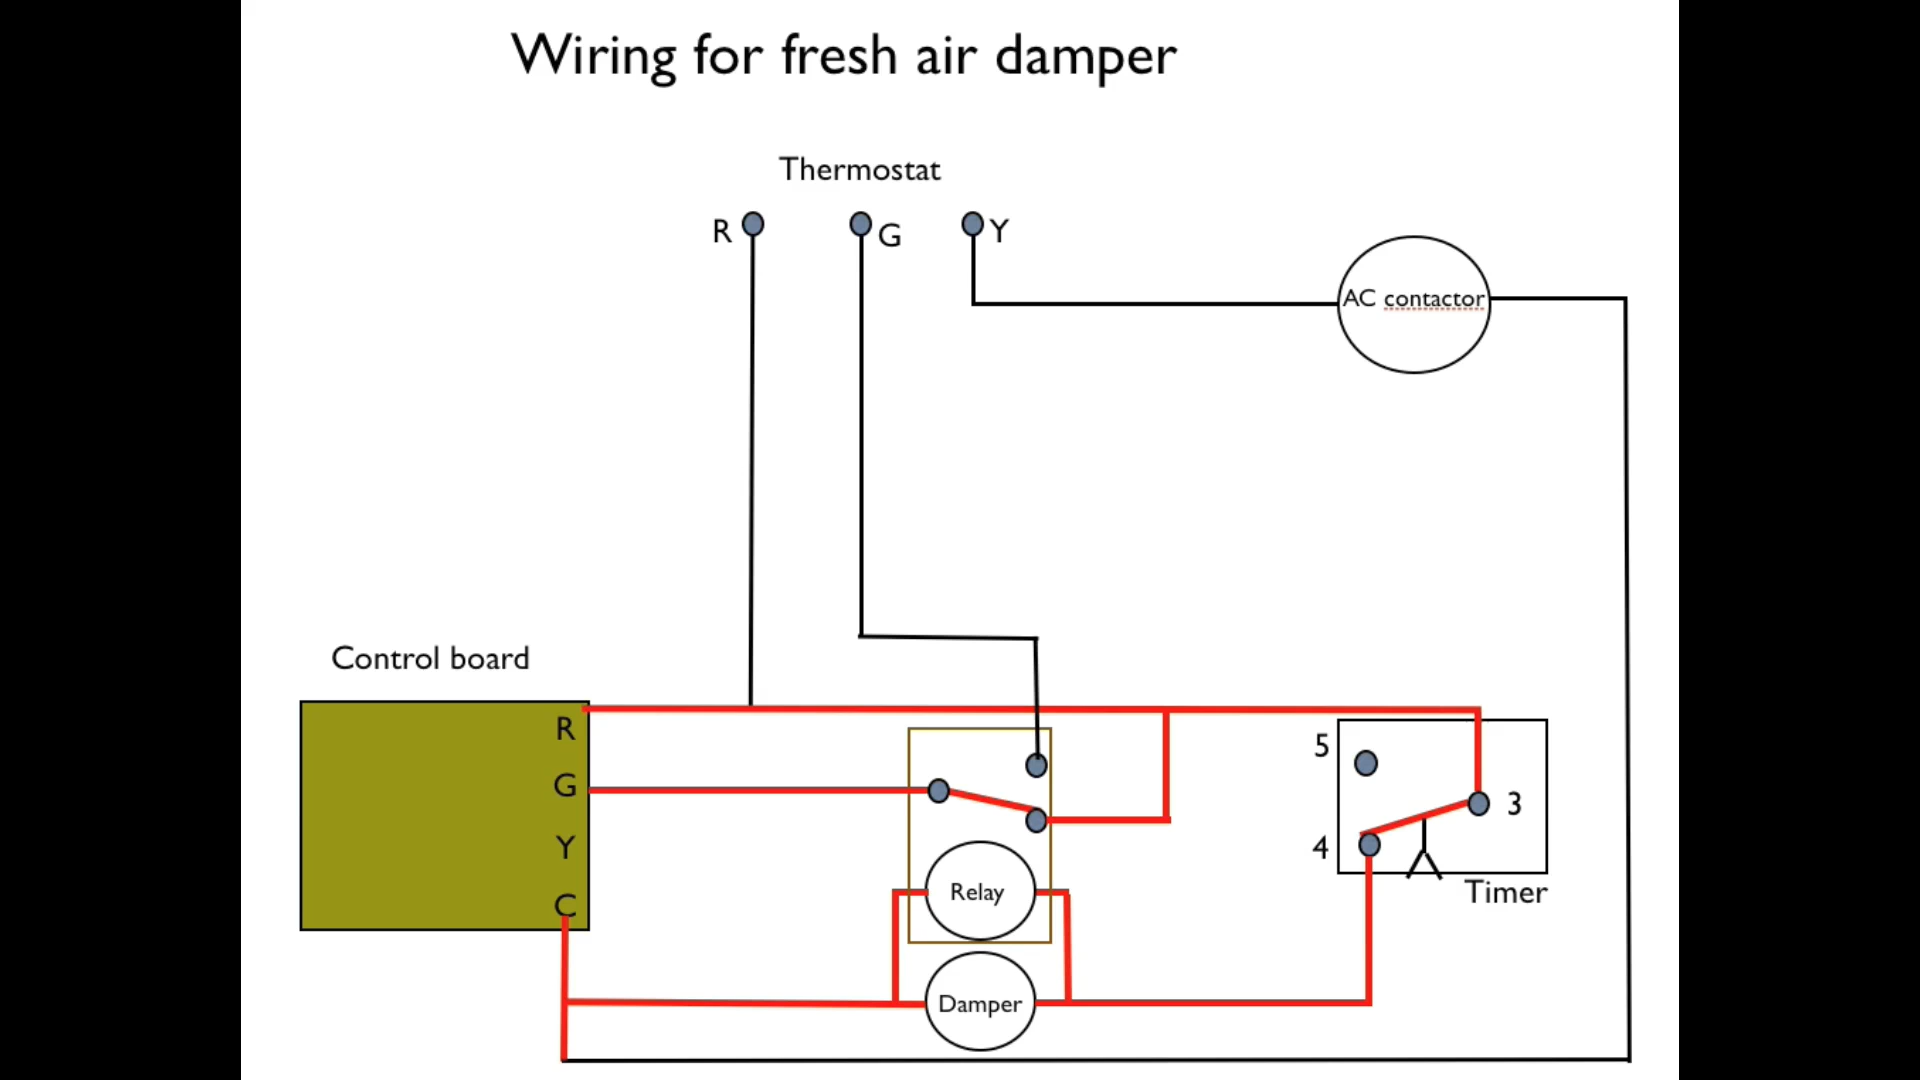 Wiring for fresh air damper
Thermostat
R
G
Y
AC contactor
Control board
R
G
Y
C
5
3
4
Timer
Relay
Damper